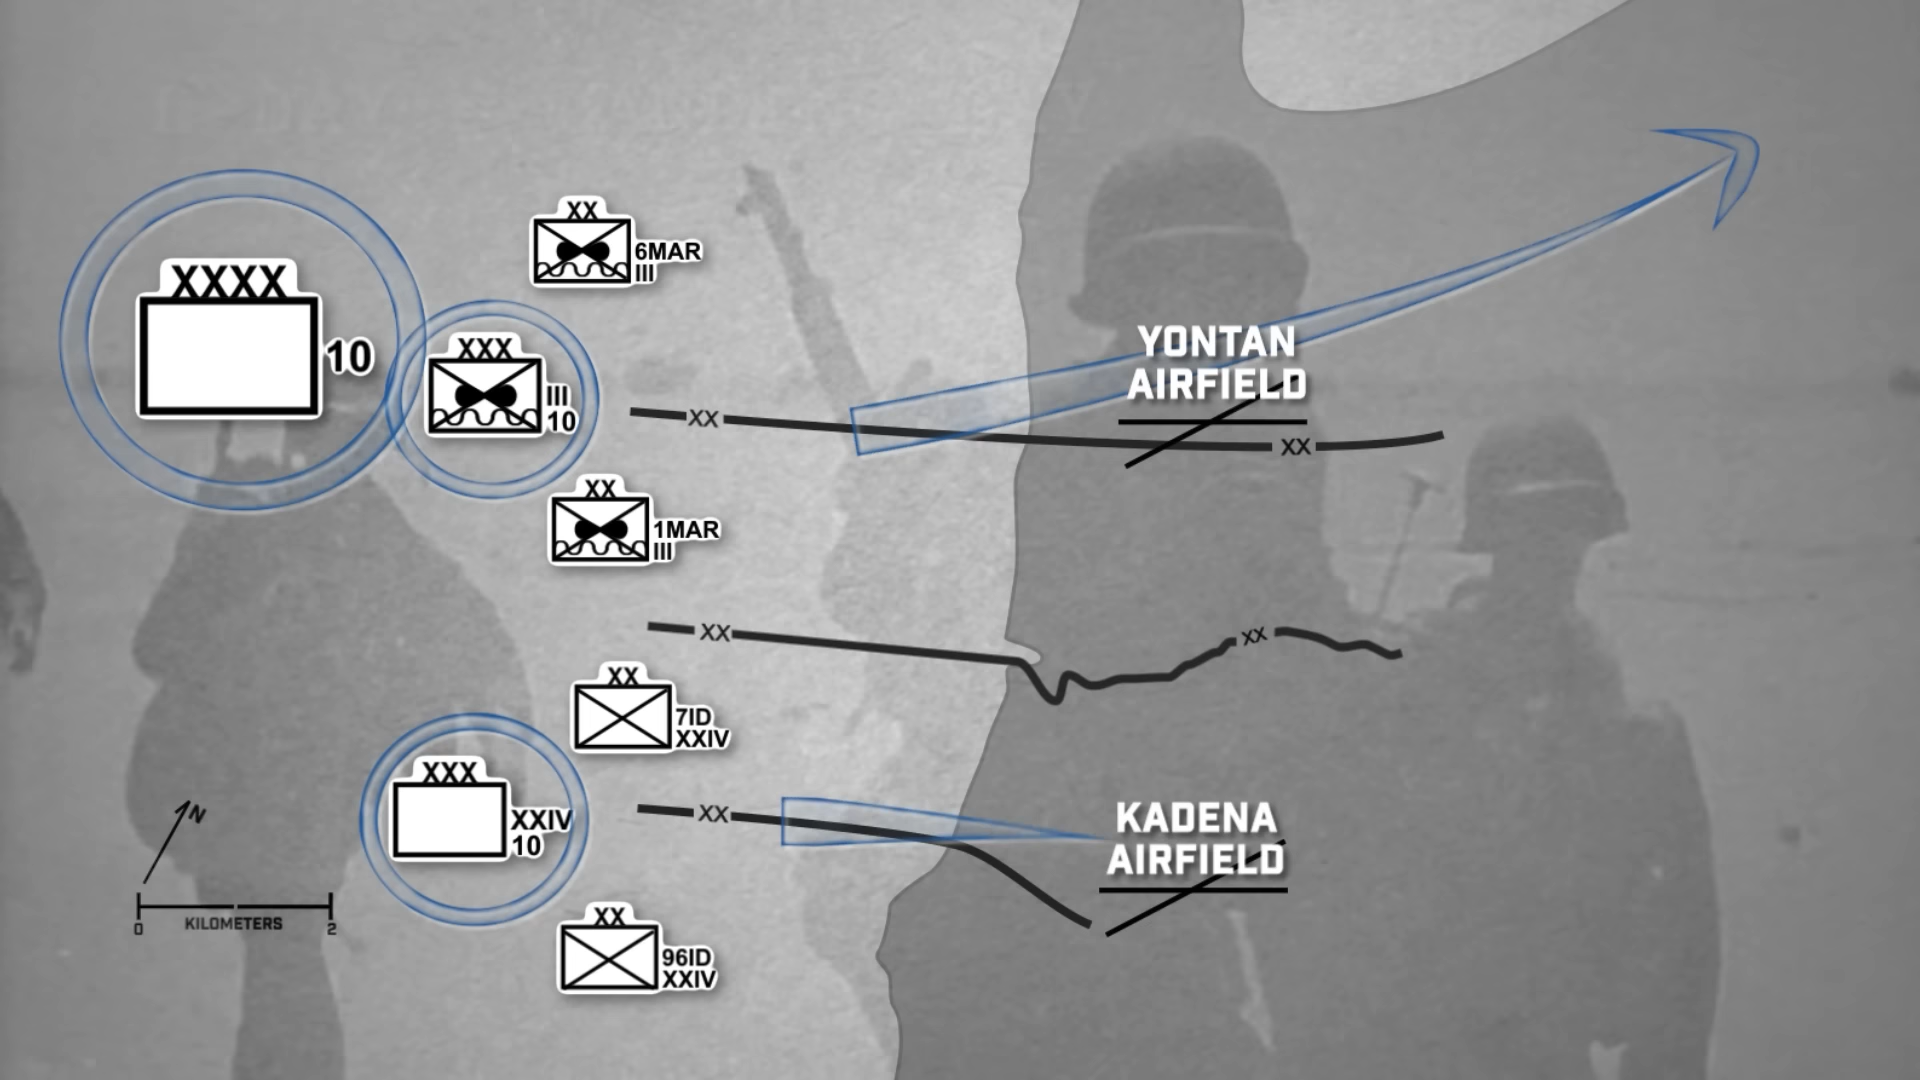 XX
6MAR
III
XXXX
10
XXX
III
10
YONTAN
AIRFIELD
XX
XX
XX
1MAR
III
XX
XX
XX
7ID
XXIV
XXX
XXIV
10
XX
KADENA
AIRFIELD
N
0
KILOMETERS
2
XX
96ID
XXIV